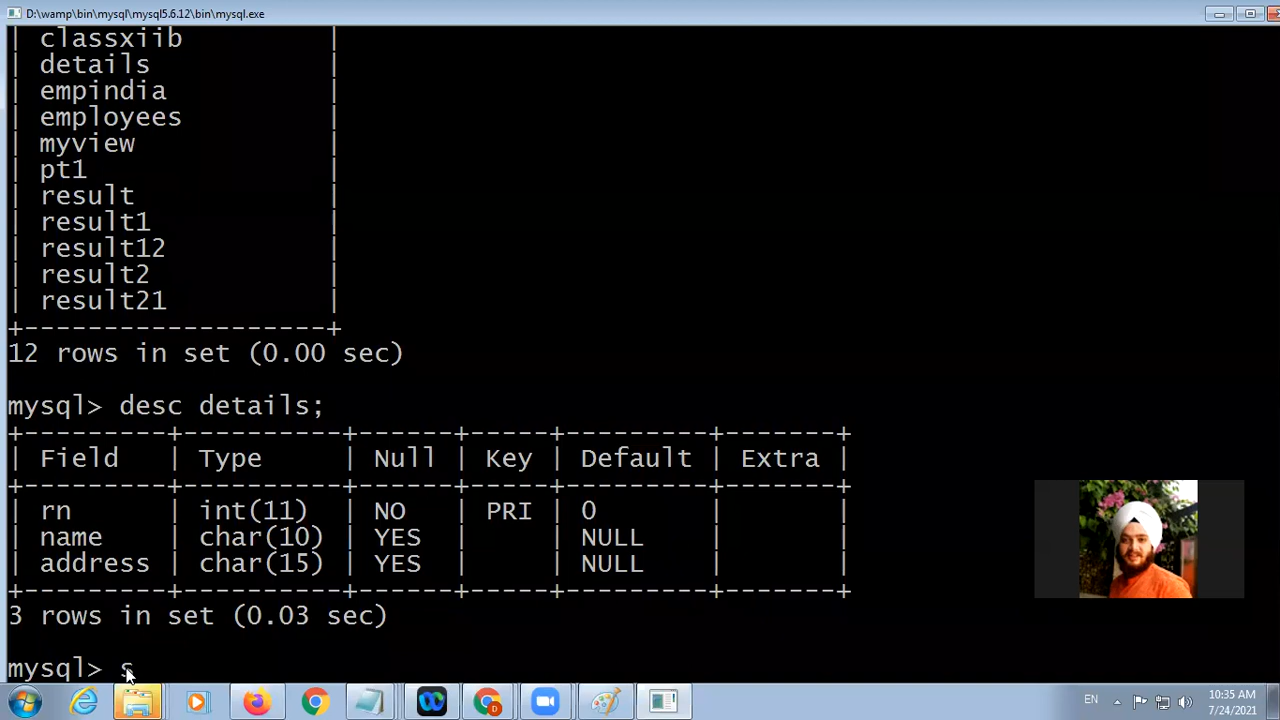 D:\wamp\bin\mysql\mysql5.6.12\bin\mysql.exe
| classxiib |
| details |
| empindia |
| employees |
| myview |
| pt1 |
| result |
| result1 |
| result12 |
| result2 |
| result21 |
+-------------------+
12 rows in set (0.00 sec)
mysql> desc details;
+---------+----------+------+-----+---------+-------+
| Field | Type | Null | Key | Default | Extra |
+---------+----------+------+-----+---------+-------+
| rn | int(11) | NO | PRI | 0 | |
| name | char(10) | YES | | NULL | |
| address | char(15) | YES | | NULL | |
+---------+----------+------+-----+---------+-------+
3 rows in set (0.03 sec)
mysql> s
EN
10:35 AM
7/24/2021